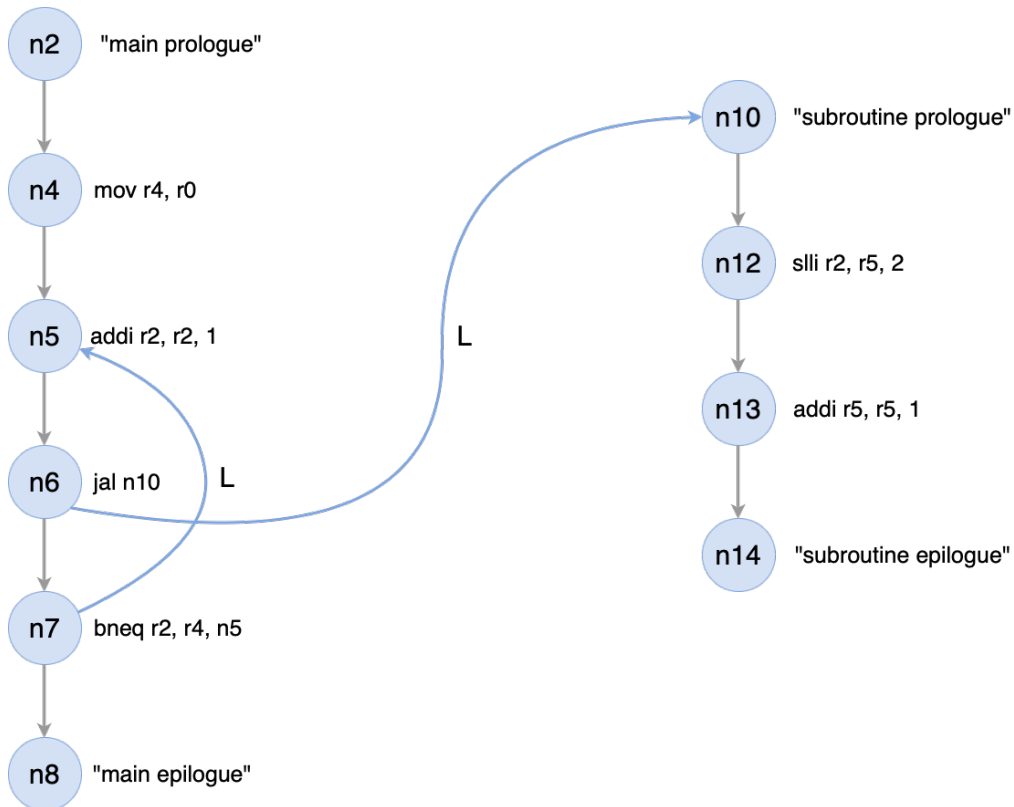 n2 "main prologue"
n10 "subroutine prologue"
n4 mov r4, r0
n12 slli r2, r5, 2
n5 addi r2, r2, 1
L
n13 addi r5, r5, 1
n6 jal n10
L
n14 "subroutine epilogue"
n7 bneq r2, r4, n5
n8 "main epilogue"